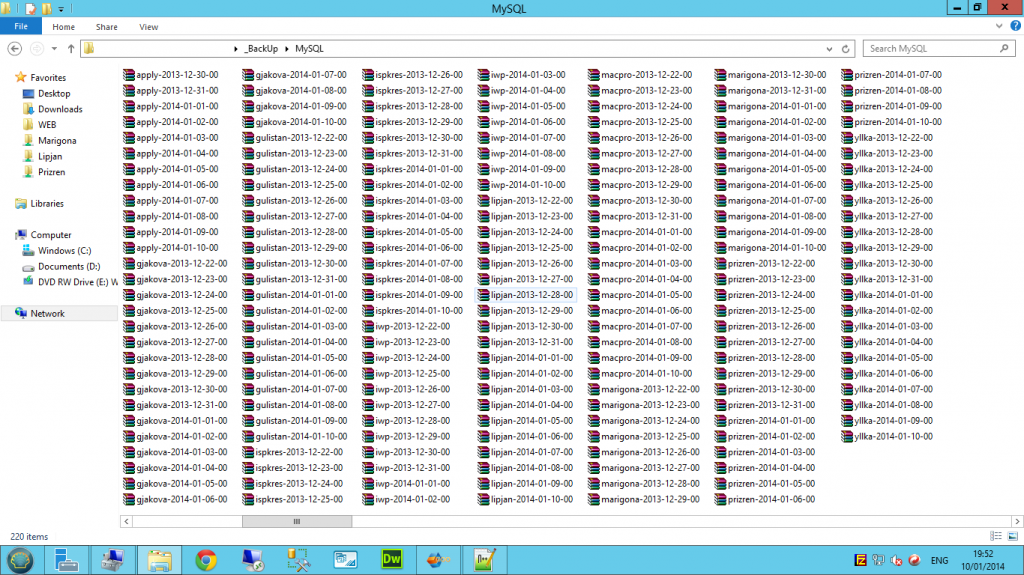 MySQL
File Home Share View
_BackUp MySQL
Search MySQL
Favorites
Desktop
Downloads
WEB
Marigona
Lipjan
Prizren
Libraries
Computer
Windows (C:)
Documents (D:)
DVD RW Drive (E:) W
Network
apply-2013-12-30-00
apply-2013-12-31-00
apply-2014-01-01-00
apply-2014-01-02-00
apply-2014-01-03-00
apply-2014-01-04-00
apply-2014-01-05-00
apply-2014-01-06-00
apply-2014-01-07-00
apply-2014-01-08-00
apply-2014-01-09-00
apply-2014-01-10-00
gjakova-2013-12-22-00
gjakova-2013-12-23-00
gjakova-2013-12-24-00
gjakova-2013-12-25-00
gjakova-2013-12-26-00
gjakova-2013-12-27-00
gjakova-2013-12-28-00
gjakova-2013-12-29-00
gjakova-2013-12-30-00
gjakova-2013-12-31-00
gjakova-2014-01-01-00
gjakova-2014-01-02-00
gjakova-2014-01-03-00
gjakova-2014-01-04-00
gjakova-2014-01-05-00
gjakova-2014-01-06-00
gjakova-2014-01-07-00
gjakova-2014-01-08-00
gjakova-2014-01-09-00
gjakova-2014-01-10-00
gulistan-2013-12-22-00
gulistan-2013-12-23-00
gulistan-2013-12-24-00
gulistan-2013-12-25-00
gulistan-2013-12-26-00
gulistan-2013-12-27-00
gulistan-2013-12-28-00
gulistan-2013-12-29-00
gulistan-2013-12-30-00
gulistan-2013-12-31-00
gulistan-2014-01-01-00
gulistan-2014-01-02-00
gulistan-2014-01-03-00
gulistan-2014-01-04-00
gulistan-2014-01-05-00
gulistan-2014-01-06-00
gulistan-2014-01-07-00
gulistan-2014-01-08-00
gulistan-2014-01-09-00
gulistan-2014-01-10-00
ispkres-2013-12-22-00
ispkres-2013-12-23-00
ispkres-2013-12-24-00
ispkres-2013-12-25-00
ispkres-2013-12-26-00
ispkres-2013-12-27-00
ispkres-2013-12-28-00
ispkres-2013-12-29-00
ispkres-2013-12-30-00
ispkres-2013-12-31-00
ispkres-2014-01-01-00
ispkres-2014-01-02-00
ispkres-2014-01-03-00
ispkres-2014-01-04-00
ispkres-2014-01-05-00
ispkres-2014-01-06-00
ispkres-2014-01-07-00
ispkres-2014-01-08-00
ispkres-2014-01-09-00
ispkres-2014-01-10-00
iwp-2013-12-22-00
iwp-2013-12-23-00
iwp-2013-12-24-00
iwp-2013-12-25-00
iwp-2013-12-26-00
iwp-2013-12-27-00
iwp-2013-12-28-00
iwp-2013-12-29-00
iwp-2013-12-30-00
iwp-2013-12-31-00
iwp-2014-01-01-00
iwp-2014-01-02-00
iwp-2014-01-03-00
iwp-2014-01-04-00
iwp-2014-01-05-00
iwp-2014-01-06-00
iwp-2014-01-07-00
iwp-2014-01-08-00
iwp-2014-01-09-00
iwp-2014-01-10-00
lipjan-2013-12-22-00
lipjan-2013-12-23-00
lipjan-2013-12-24-00
lipjan-2013-12-25-00
lipjan-2013-12-26-00
lipjan-2013-12-27-00
lipjan-2013-12-28-00
lipjan-2013-12-29-00
lipjan-2013-12-30-00
lipjan-2013-12-31-00
lipjan-2014-01-01-00
lipjan-2014-01-02-00
lipjan-2014-01-03-00
lipjan-2014-01-04-00
lipjan-2014-01-05-00
lipjan-2014-01-06-00
lipjan-2014-01-07-00
lipjan-2014-01-08-00
lipjan-2014-01-09-00
lipjan-2014-01-10-00
macpro-2013-12-22-00
macpro-2013-12-23-00
macpro-2013-12-24-00
macpro-2013-12-25-00
macpro-2013-12-26-00
macpro-2013-12-27-00
macpro-2013-12-28-00
macpro-2013-12-29-00
macpro-2013-12-30-00
macpro-2013-12-31-00
macpro-2014-01-01-00
macpro-2014-01-02-00
macpro-2014-01-03-00
macpro-2014-01-04-00
macpro-2014-01-05-00
macpro-2014-01-06-00
macpro-2014-01-07-00
macpro-2014-01-08-00
macpro-2014-01-09-00
macpro-2014-01-10-00
marigona-2013-12-22-00
marigona-2013-12-23-00
marigona-2013-12-24-00
marigona-2013-12-25-00
marigona-2013-12-26-00
marigona-2013-12-27-00
marigona-2013-12-28-00
marigona-2013-12-29-00
marigona-2013-12-30-00
marigona-2013-12-31-00
marigona-2014-01-01-00
marigona-2014-01-02-00
marigona-2014-01-03-00
marigona-2014-01-04-00
marigona-2014-01-05-00
marigona-2014-01-06-00
marigona-2014-01-07-00
marigona-2014-01-08-00
marigona-2014-01-09-00
marigona-2014-01-10-00
prizren-2013-12-22-00
prizren-2013-12-23-00
prizren-2013-12-24-00
prizren-2013-12-25-00
prizren-2013-12-26-00
prizren-2013-12-27-00
prizren-2013-12-28-00
prizren-2013-12-29-00
prizren-2013-12-30-00
prizren-2013-12-31-00
prizren-2014-01-01-00
prizren-2014-01-02-00
prizren-2014-01-03-00
prizren-2014-01-04-00
prizren-2014-01-05-00
prizren-2014-01-06-00
prizren-2014-01-07-00
prizren-2014-01-08-00
prizren-2014-01-09-00
prizren-2014-01-10-00
yllka-2013-12-22-00
yllka-2013-12-23-00
yllka-2013-12-24-00
yllka-2013-12-25-00
yllka-2013-12-26-00
yllka-2013-12-27-00
yllka-2013-12-28-00
yllka-2013-12-29-00
yllka-2013-12-30-00
yllka-2013-12-31-00
yllka-2014-01-01-00
yllka-2014-01-02-00
yllka-2014-01-03-00
yllka-2014-01-04-00
yllka-2014-01-05-00
yllka-2014-01-06-00
yllka-2014-01-07-00
yllka-2014-01-08-00
yllka-2014-01-09-00
yllka-2014-01-10-00
220 items
Dw
ENG
19:52
10/01/2014